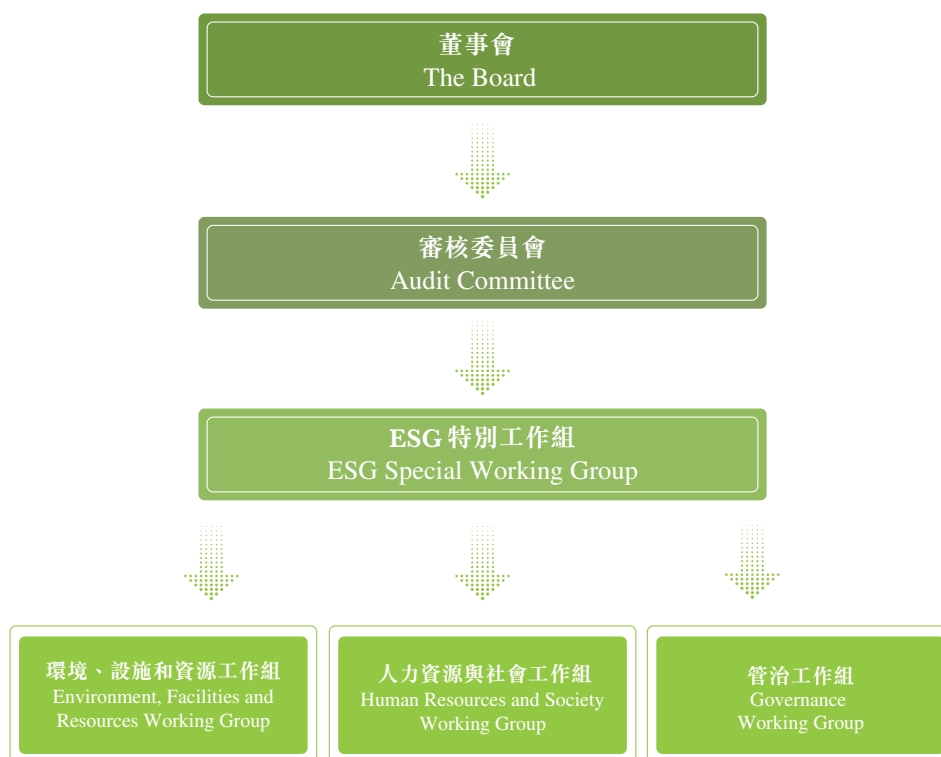 董事會
The Board
審核委員會
Audit Committee
ESG 特別工作組
ESG Special Working Group
環境、設施和資源工作組
Environment, Facilities and
Resources Working Group
人力資源與社會工作組
Human Resources and Society
Working Group
管治工作組
Governance
Working Group